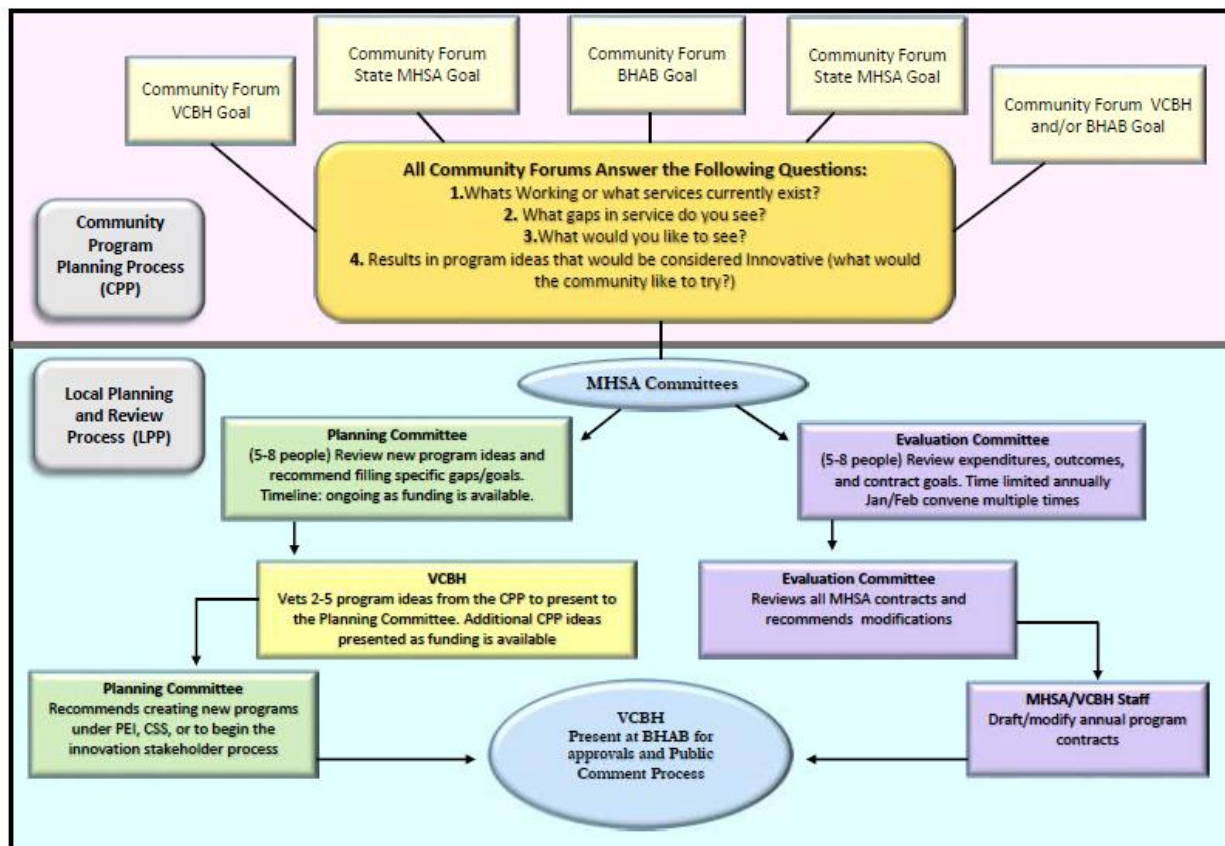 Community Forum
VCBH Goal
Community Forum
State MHSA Goal
Community Forum
BHAB Goal
Community Forum
State MHSA Goal
Community Forum VCBH
and/or BHAB Goal
All Community Forums Answer the Following Questions:
1.Whats Working or what services currently exist?
2. What gaps in service do you see?
3.What would you like to see?
4. Results in program ideas that would be considered Innovative (what would
the community like to try?)
Community
Program
Planning Process
(CPP)
Local Planning
and Review
Process (LPP)
MHSA Committees
Planning Committee
(5-8 people) Review new program ideas and
recommend filling specific gaps/goals.
Timeline: ongoing as funding is available.
Evaluation Committee
(5-8 people) Review expenditures, outcomes,
and contract goals. Time limited annually
Jan/Feb convene multiple times
VCBH
Vets 2-5 program ideas from the CPP to present to
the Planning Committee. Additional CPP ideas
presented as funding is available
Evaluation Committee
Reviews all MHSA contracts and
recommends modifications
Planning Committee
Recommends creating new programs
under PEI, CSS, or to begin the
innovation stakeholder process
VCBH
Present at BHAB for
approvals and Public
Comment Process
MHSA/VCBH Staff
Draft/modify annual program
contracts